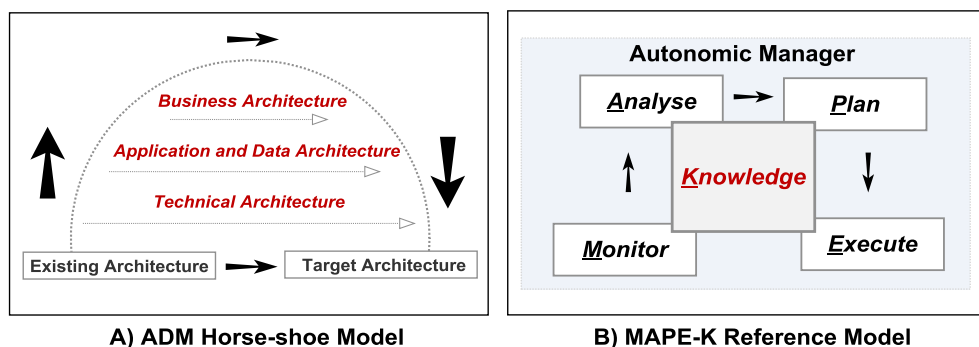 Business Architecture
Application and Data Architecture
Technical Architecture
Existing Architecture
Target Architecture
A) ADM Horse-shoe Model
Autonomic Manager
Analyse
Plan
Knowledge
Monitor
Execute
B) MAPE-K Reference Model